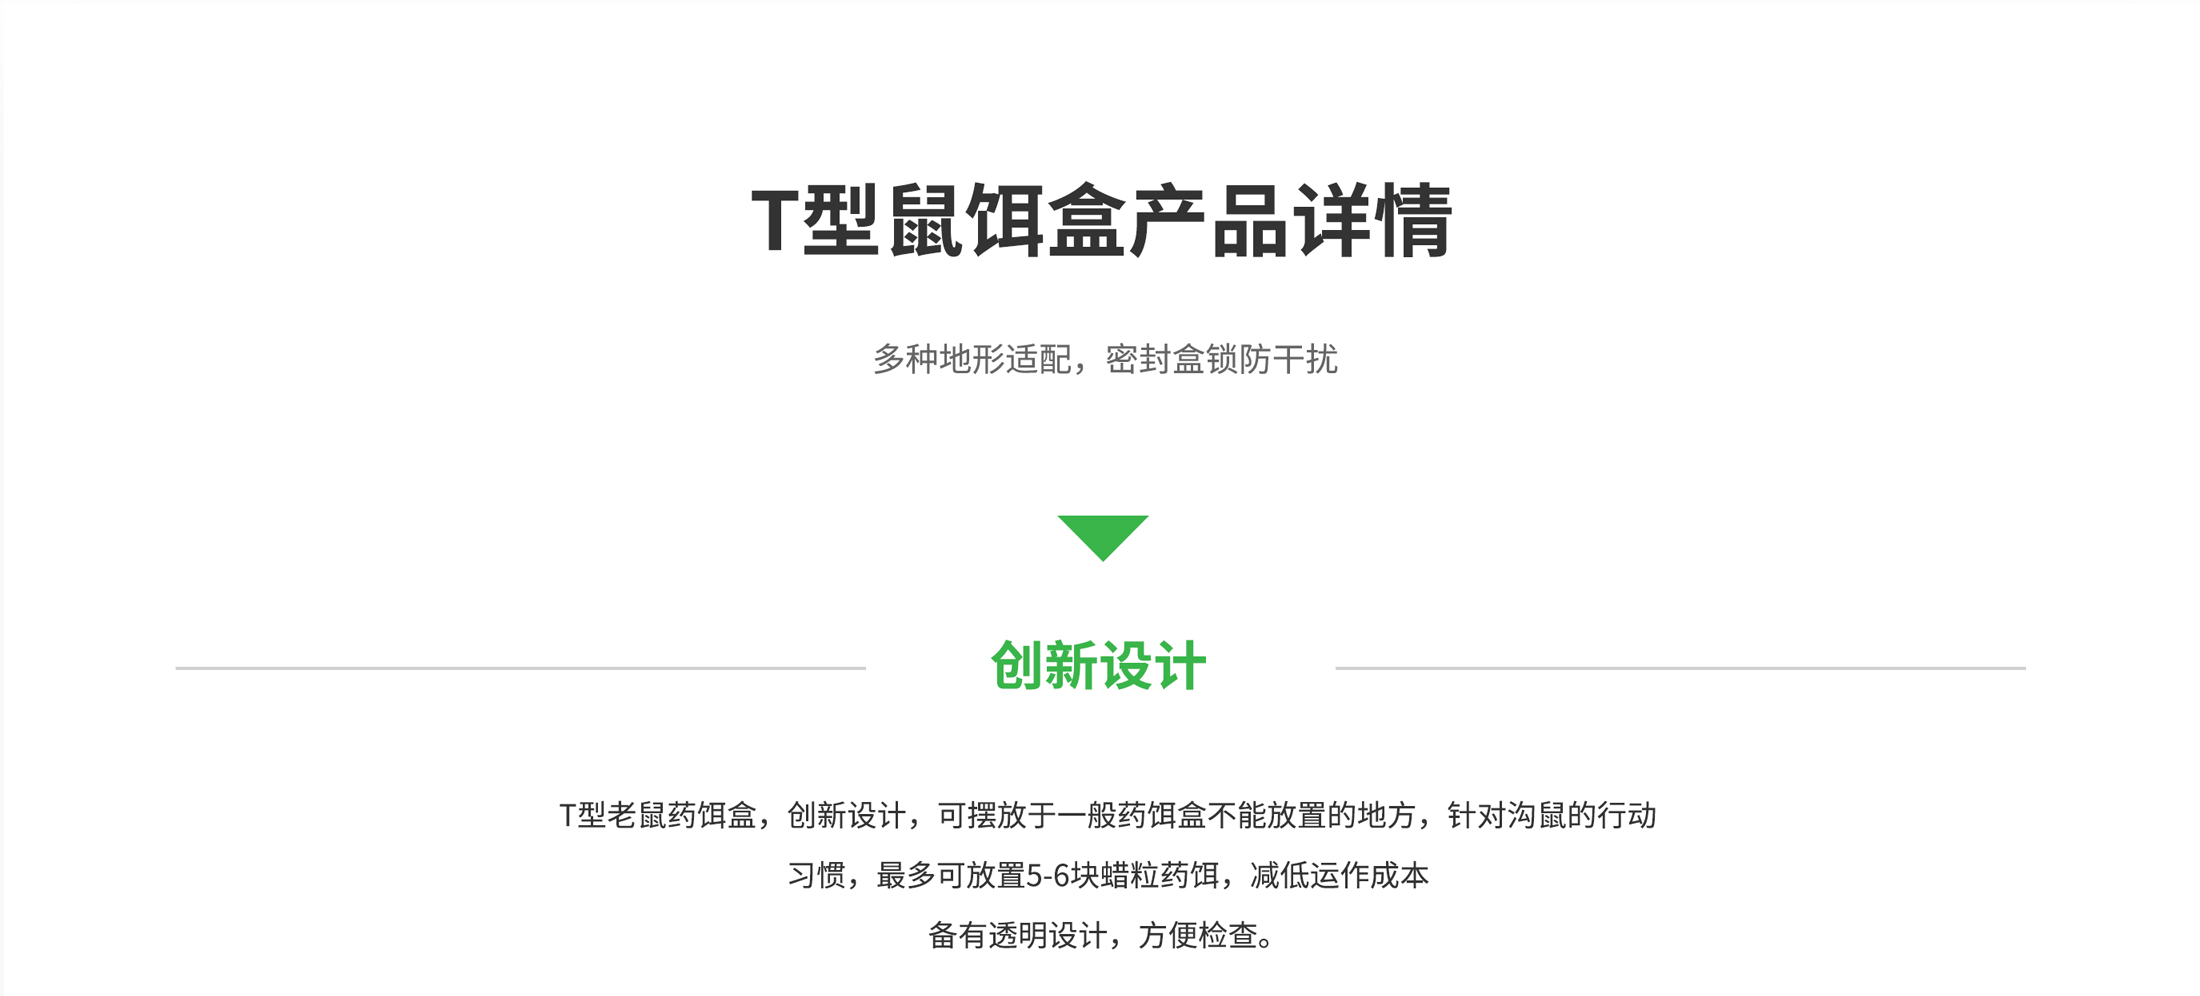 T型鼠饵盒产品详情
多种地形适配，密封盒锁防干扰
创新设计
T型老鼠药饵盒，创新设计，可摆放于一般药饵盒不能放置的地方，针对沟鼠的行动
习惯，最多可放置5-6块蜡粒药饵，减低运作成本
备有透明设计，方便检查。